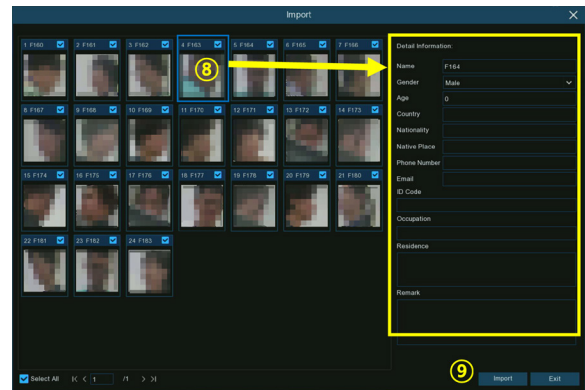 Import
1 F160 2 F161 3 F162 4 F163 5 F164 6 F165 7 F166
⑧
8 F167 9 F168 10 F169 11 F170 12 F171 13 F172 14 F173
15 F174 16 F175 17 F176 18 F177 19 F178 20 F179 21 F180
22 F181 23 F182 24 F183
Detail Information:
Name F164
Gender Male
Age 0
Country
Nationality
Native Place
Phone Number
Email
ID Code
Occupation
Residence
Remark
Select All 1 /1
⑨
Import Exit